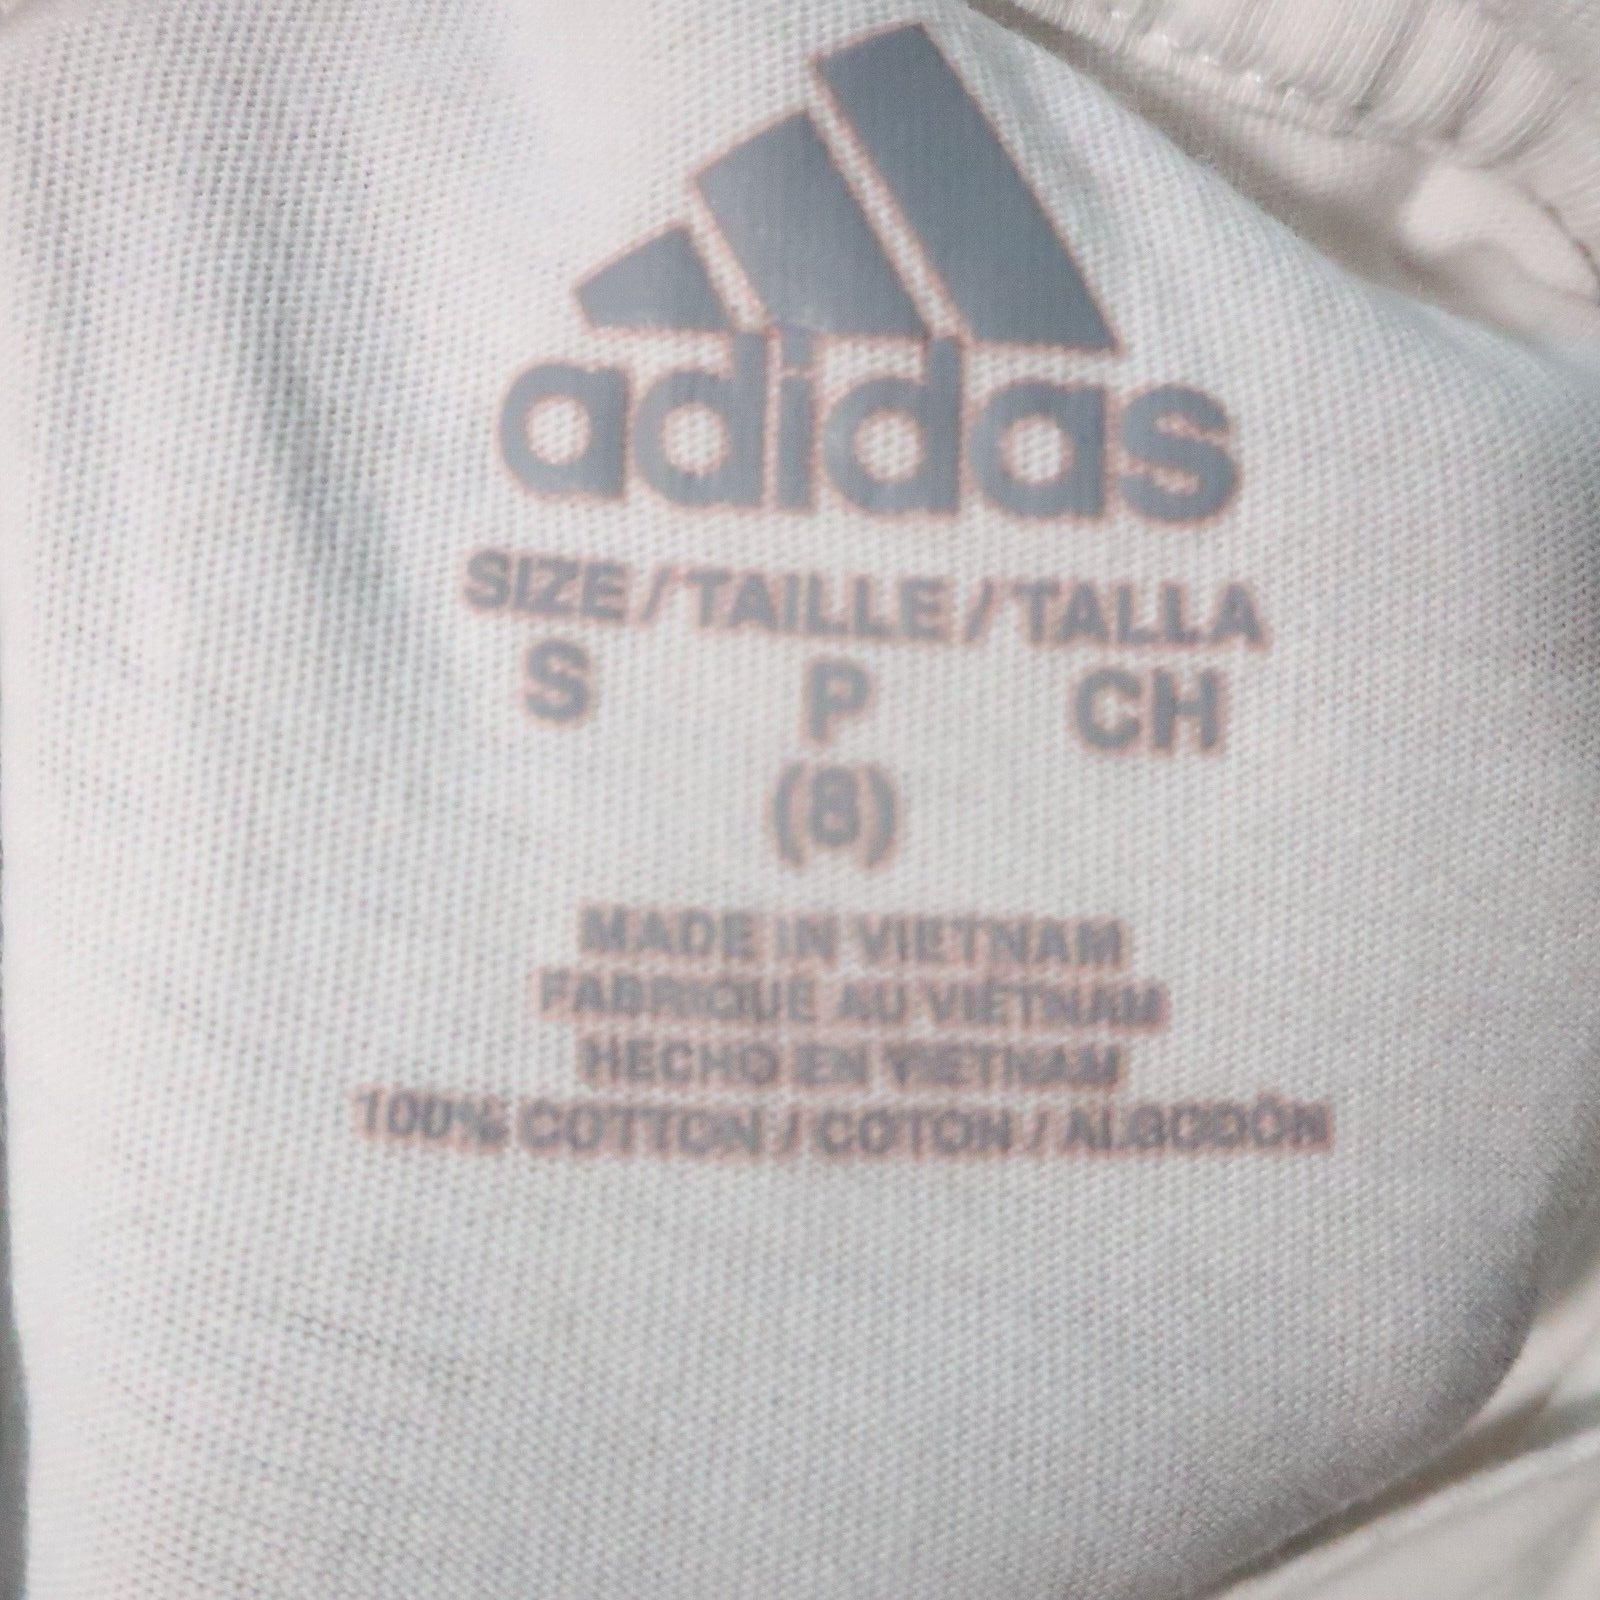 adidas
SIZE / TAILLE / TALLA
S P CH
(8)
MADE IN VIETNAM
FABRIQUE AU VIETNAM
HECHO EN VIETNAM
100% COTTON / COTON / ALGODÓN